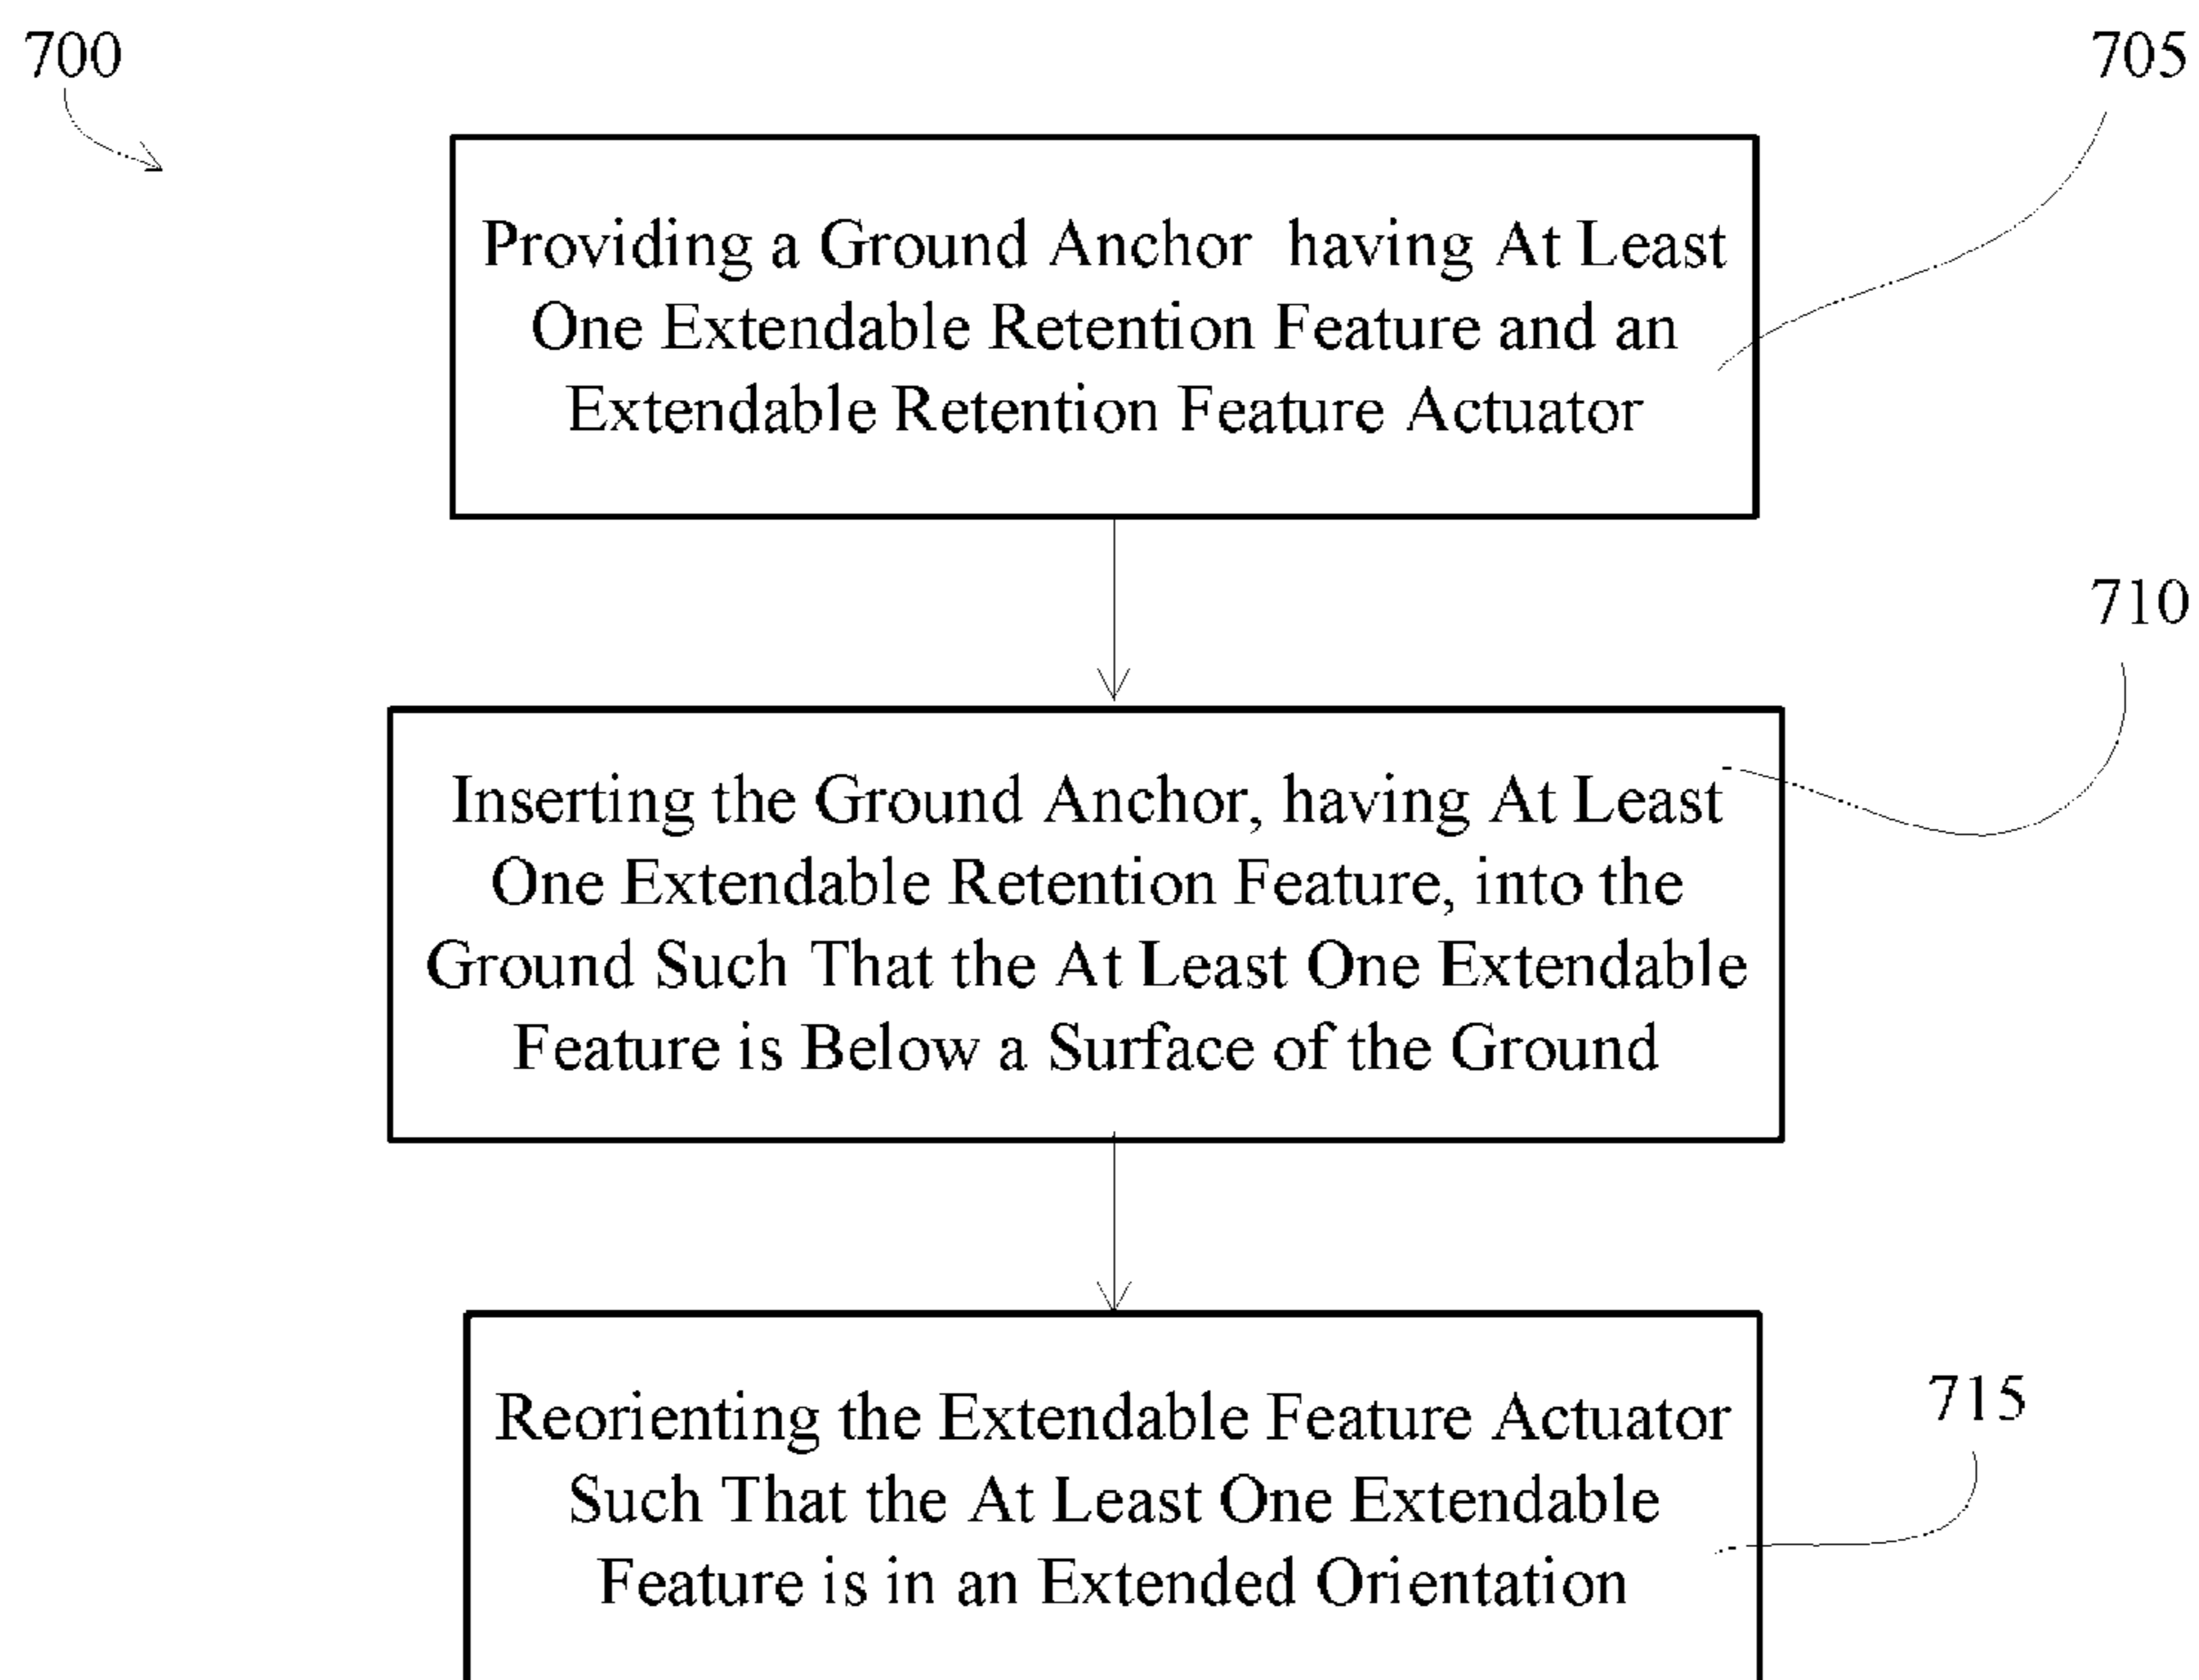 700
705
Providing a Ground Anchor having At Least
One Extendable Retention Feature and an
Extendable Retention Feature Actuator
710
Inserting the Ground Anchor, having At Least
One Extendable Retention Feature, into the
Ground Such That the At Least One Extendable
Feature is Below a Surface of the Ground
715
Reorienting the Extendable Feature Actuator
Such That the At Least One Extendable
Feature is in an Extended Orientation